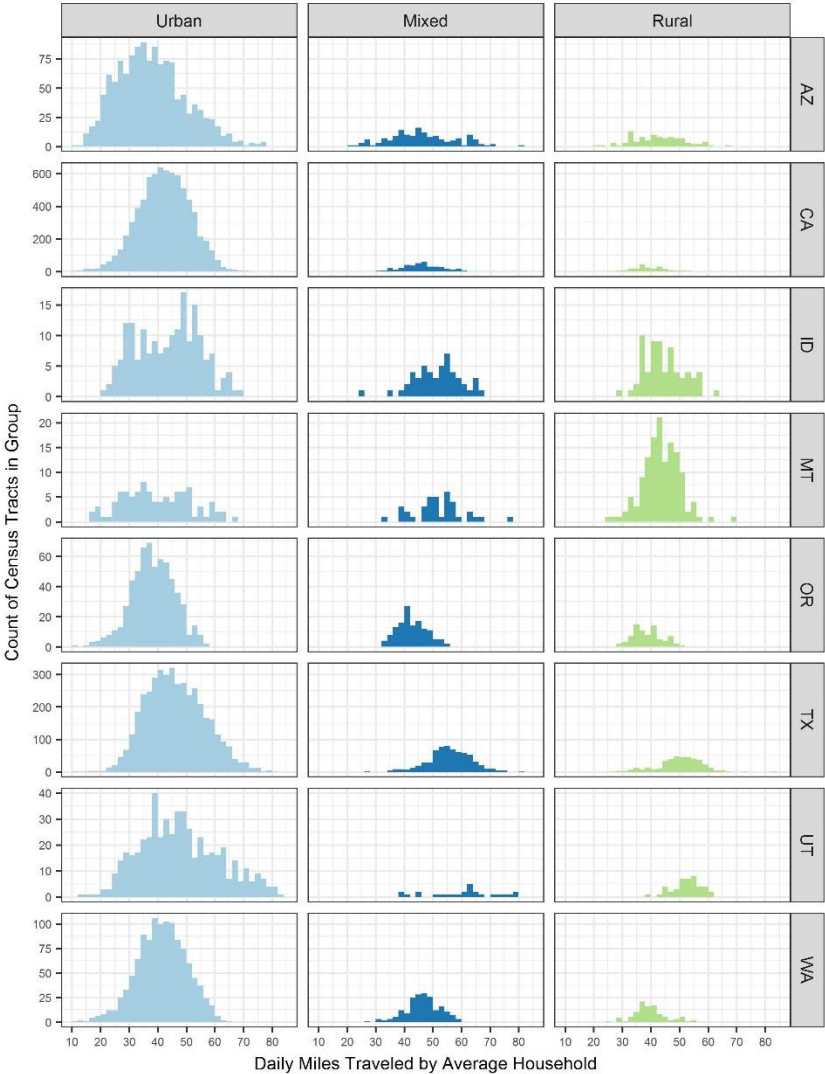 Urban Mixed Rural
75
50
25
0
AZ
600
400
200
0
CA
15
10
5
0
ID
20
15
10
5
0
MT
60
40
20
0
OR
300
200
100
0
TX
40
30
20
10
0
UT
100
75
50
25
0
WA
Count of Census Tracts in Group
10 20 30 40 50 60 70 80 10 20 30 40 50 60 70 80 10 20 30 40 50 60 70 80
Daily Miles Traveled by Average Household